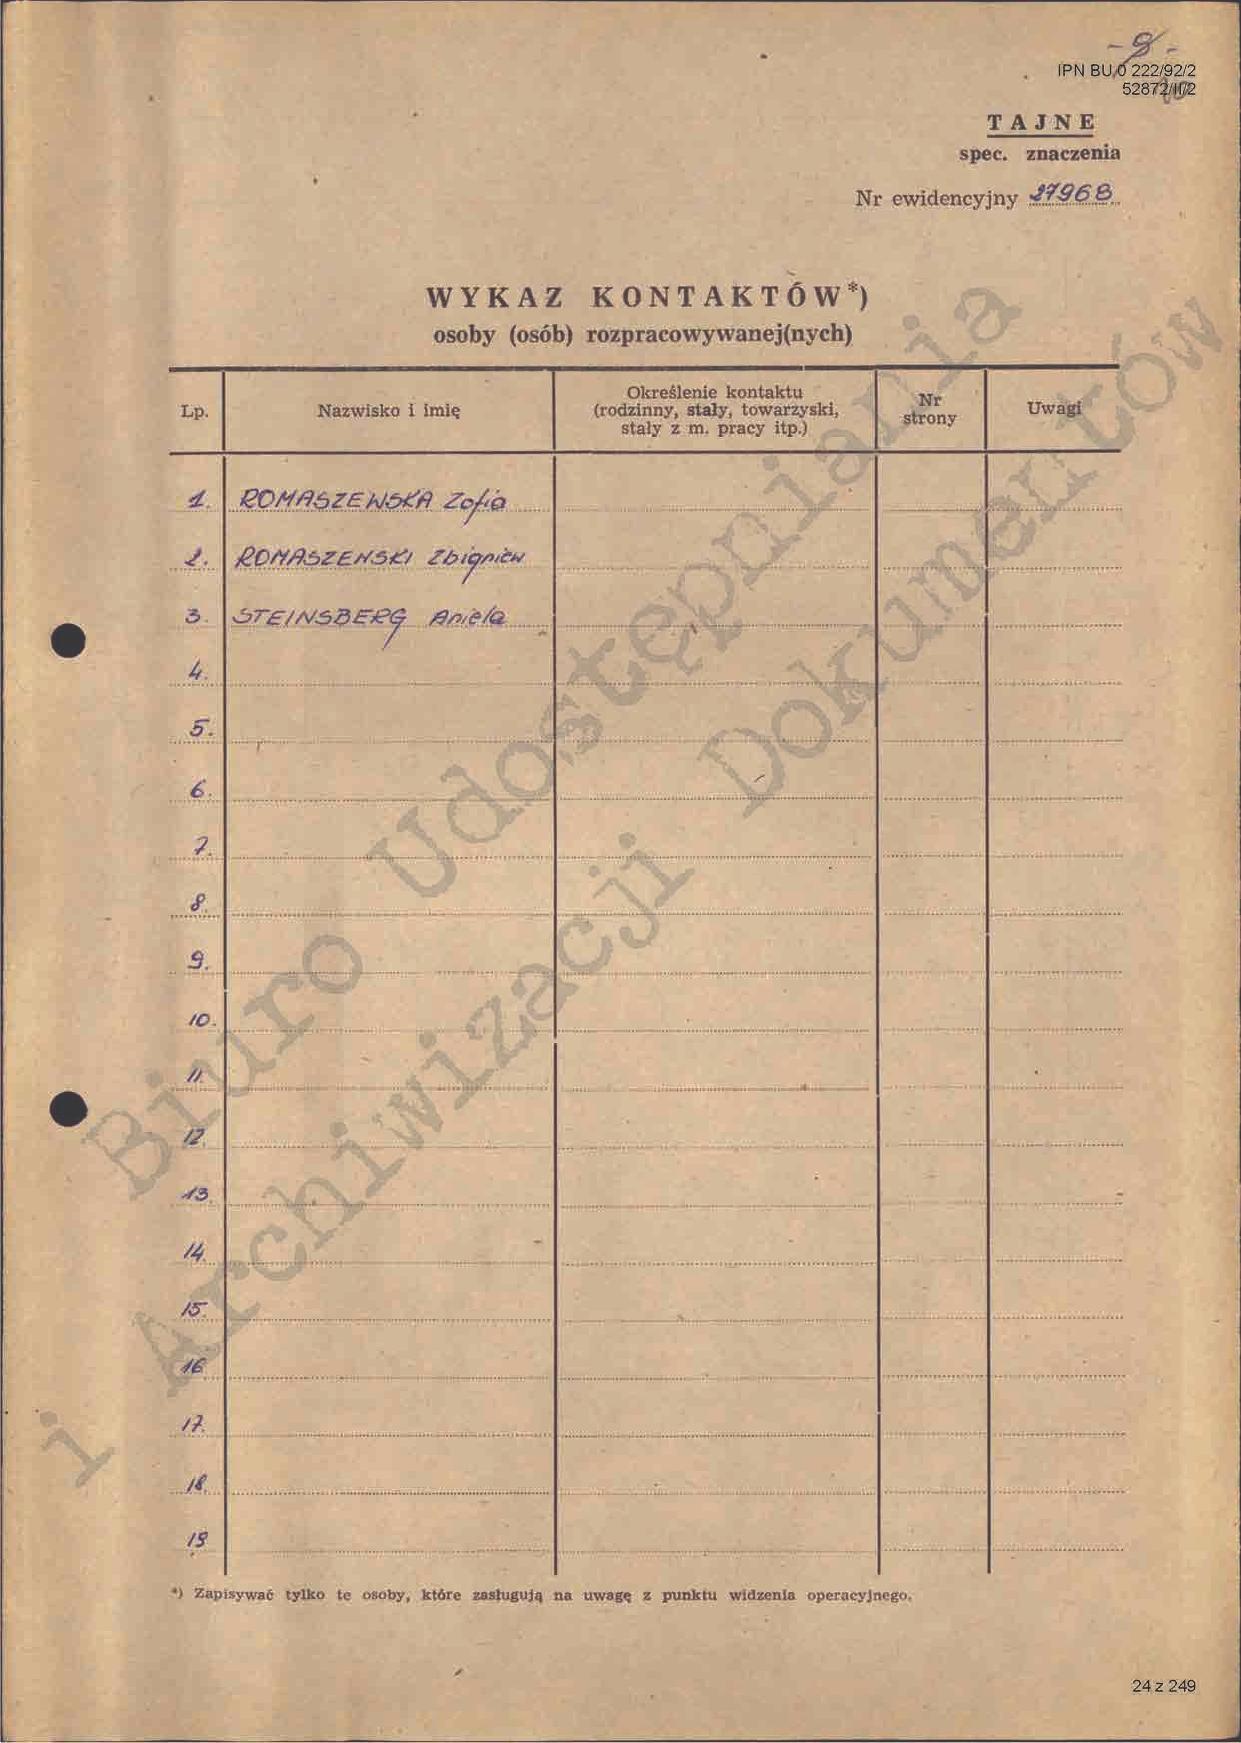 - 9 -
IPN BU 0 222/92/2
52872/II/2
10
TAJNE
spec. znaczenia
Nr ewidencyjny 27968
WYKAZ KONTAKTÓW*)
osoby (osób) rozpracowywanej(nych)
Lp.
Nazwisko i imię
Określenie kontaktu
(rodzinny, stały, towarzyski,
stały z m. pracy itp.)
Nr
strony
Uwagi
1. ROMASZEWSKA Zofia
2. ROMASZEWSKI Zbigniew
3. STEINSBERG Aniela
4.
5.
6.
7.
8.
9.
10.
11.
12.
13.
14.
15.
16.
17.
18.
19
*) Zapisywać tylko te osoby, które zasługują na uwagę z punktu widzenia operacyjnego.
24 z 249
Biuro Udostępniania
i Archiwizacji Dokumentów